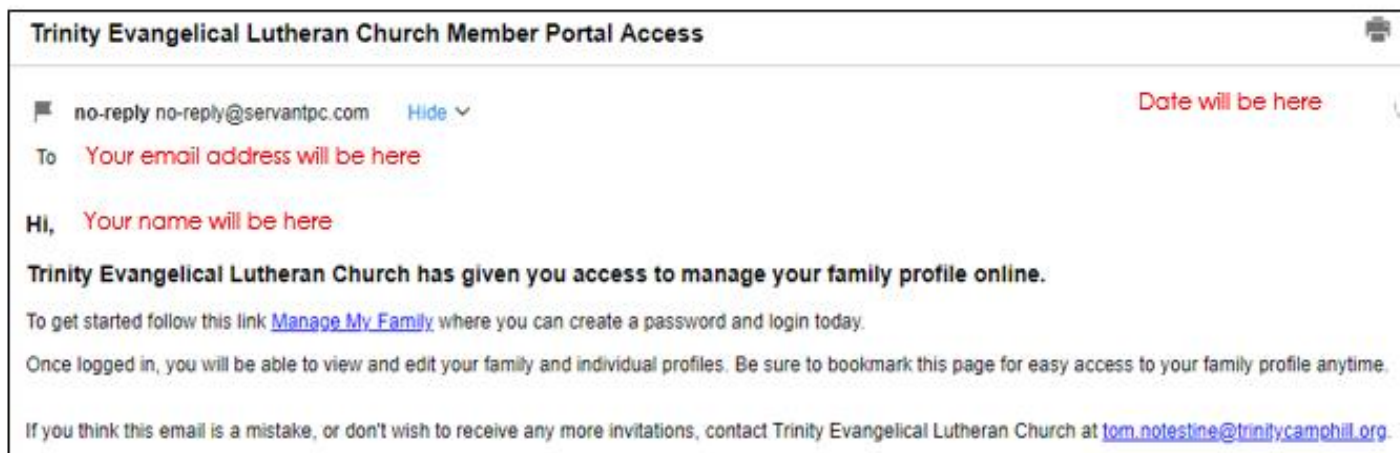 Trinity Evangelical Lutheran Church Member Portal Access
no-reply no-reply@servantpc.com Hide Date will be here
To Your email address will be here
Hi, Your name will be here
Trinity Evangelical Lutheran Church has given you access to manage your family profile online.
To get started follow this link Manage My Family where you can create a password and login today.
Once logged in, you will be able to view and edit your family and individual profiles. Be sure to bookmark this page for easy access to your family profile anytime.
If you think this email is a mistake, or don't wish to receive any more invitations, contact Trinity Evangelical Lutheran Church at tom.notestine@trinitycamphill.org.